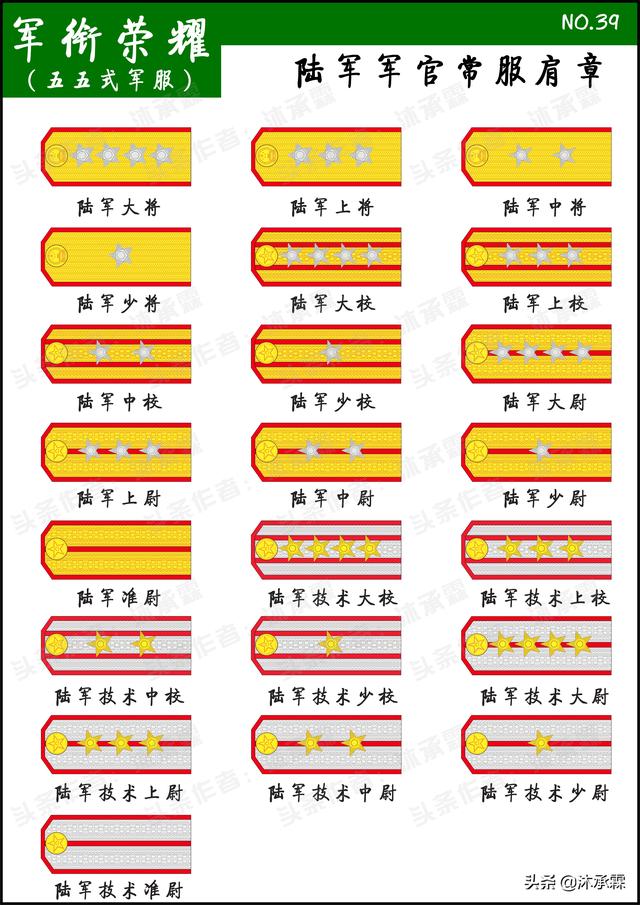 军衔荣耀
（五五式军服）
NO.39
陆军军官常服肩章
陆军大将
陆军上将
陆军中将
陆军少将
陆军大校
陆军上校
陆军中校
陆军少校
陆军大尉
陆军上尉
陆军中尉
陆军少尉
陆军准尉
陆军技术大校
陆军技术上校
陆军技术中校
陆军技术少校
陆军技术大尉
陆军技术上尉
陆军技术中尉
陆军技术少尉
陆军技术准尉
头条 @沐承霖
头条作者：沐承霖